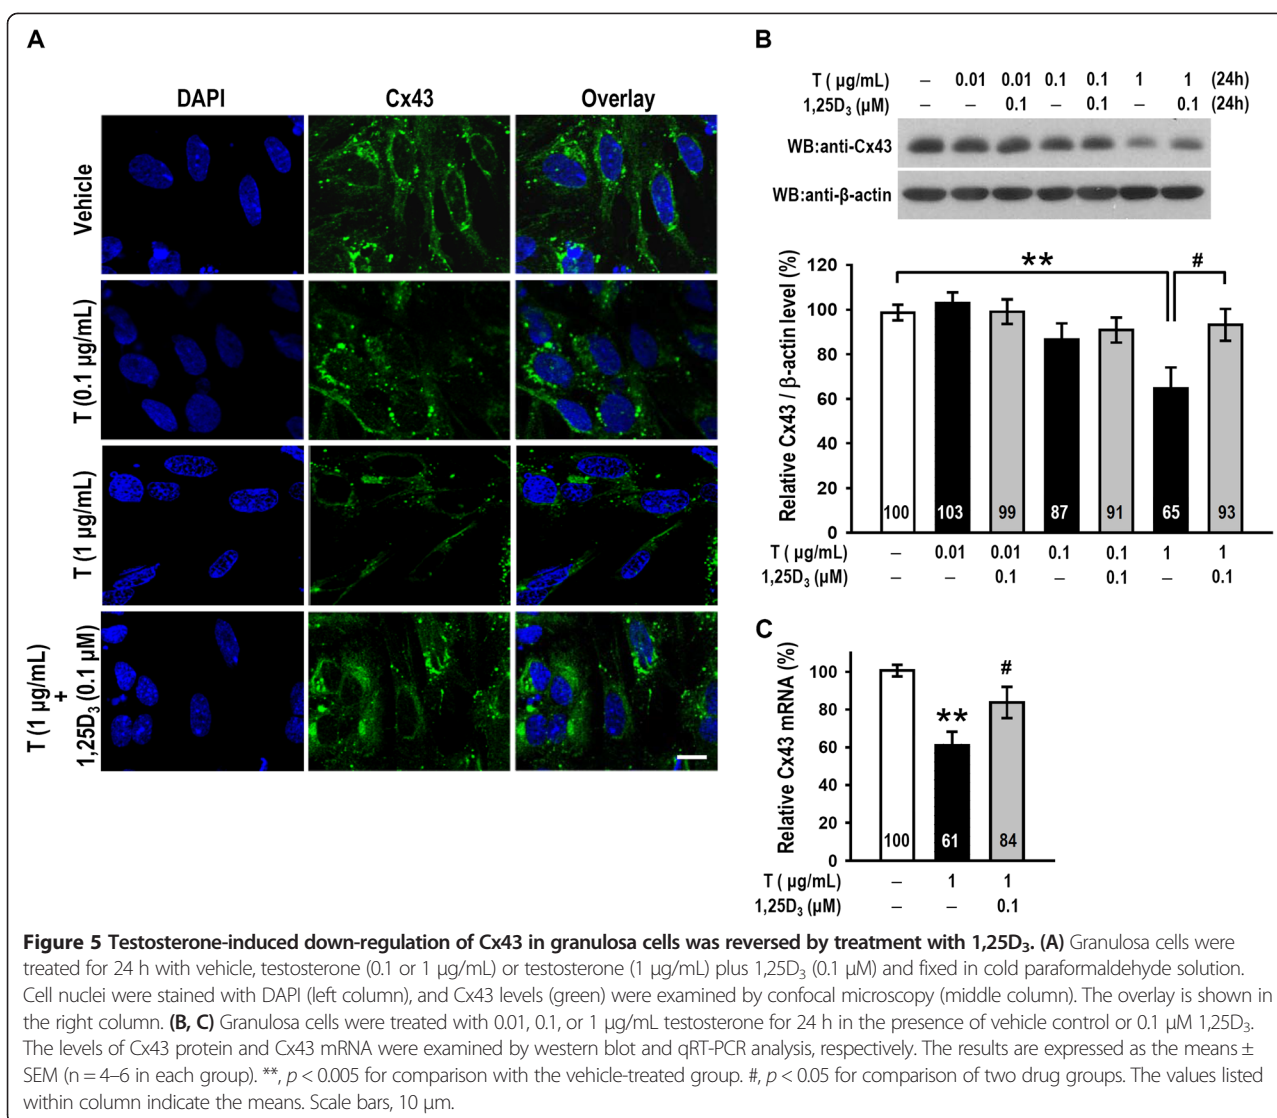 A
DAPI Cx43 Overlay
Vehicle
T (0.1 µg/mL)
T (1 µg/mL)
T (1 µg/mL)
+
1,25D₃ (0.1 µM)
B
T ( µg/mL) – 0.01 0.01 0.1 0.1 1 1 (24h)
1,25D₃ (µM) – – 0.1 – 0.1 – 0.1 (24h)
WB:anti-Cx43
WB:anti-β-actin
Relative Cx43 / β-actin level (%)
120
100
80
60
40
20
0
** #
100 103 99 87 91 65 93
T ( µg/mL) – 0.01 0.01 0.1 0.1 1 1
1,25D₃ (µM) – – 0.1 – 0.1 – 0.1
C
Relative Cx43 mRNA (%)
100
80
60
40
20
0
** #
100 61 84
T ( µg/mL) – 1 1
1,25D₃ (µM) – – 0.1
Figure 5 Testosterone-induced down-regulation of Cx43 in granulosa cells was reversed by treatment with 1,25D₃. (A) Granulosa cells were
treated for 24 h with vehicle, testosterone (0.1 or 1 µg/mL) or testosterone (1 µg/mL) plus 1,25D₃ (0.1 µM) and fixed in cold paraformaldehyde solution.
Cell nuclei were stained with DAPI (left column), and Cx43 levels (green) were examined by confocal microscopy (middle column). The overlay is shown in
the right column. (B, C) Granulosa cells were treated with 0.01, 0.1, or 1 µg/mL testosterone for 24 h in the presence of vehicle control or 0.1 µM 1,25D₃.
The levels of Cx43 protein and Cx43 mRNA were examined by western blot and qRT-PCR analysis, respectively. The results are expressed as the means ±
SEM (n = 4–6 in each group). **, p < 0.005 for comparison with the vehicle-treated group. #, p < 0.05 for comparison of two drug groups. The values listed
within column indicate the means. Scale bars, 10 µm.